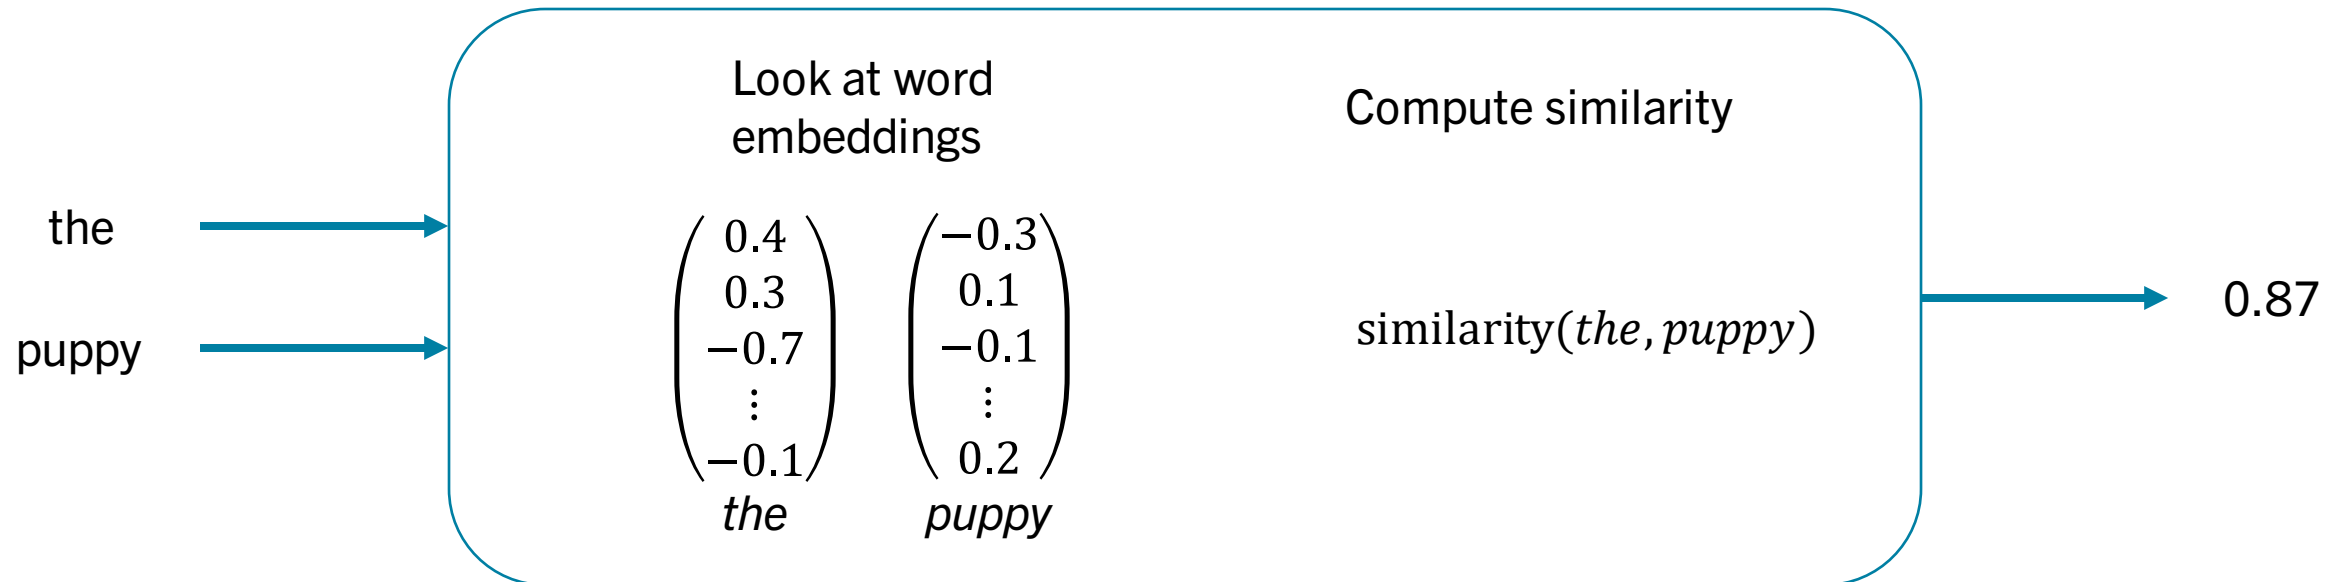 Look at word
embeddings
Compute similarity
the
puppy
0.4
0.3
−0.7
⋮
−0.1
the
−0.3
0.1
−0.1
⋮
0.2
puppy
similarity(the, puppy)
0.87